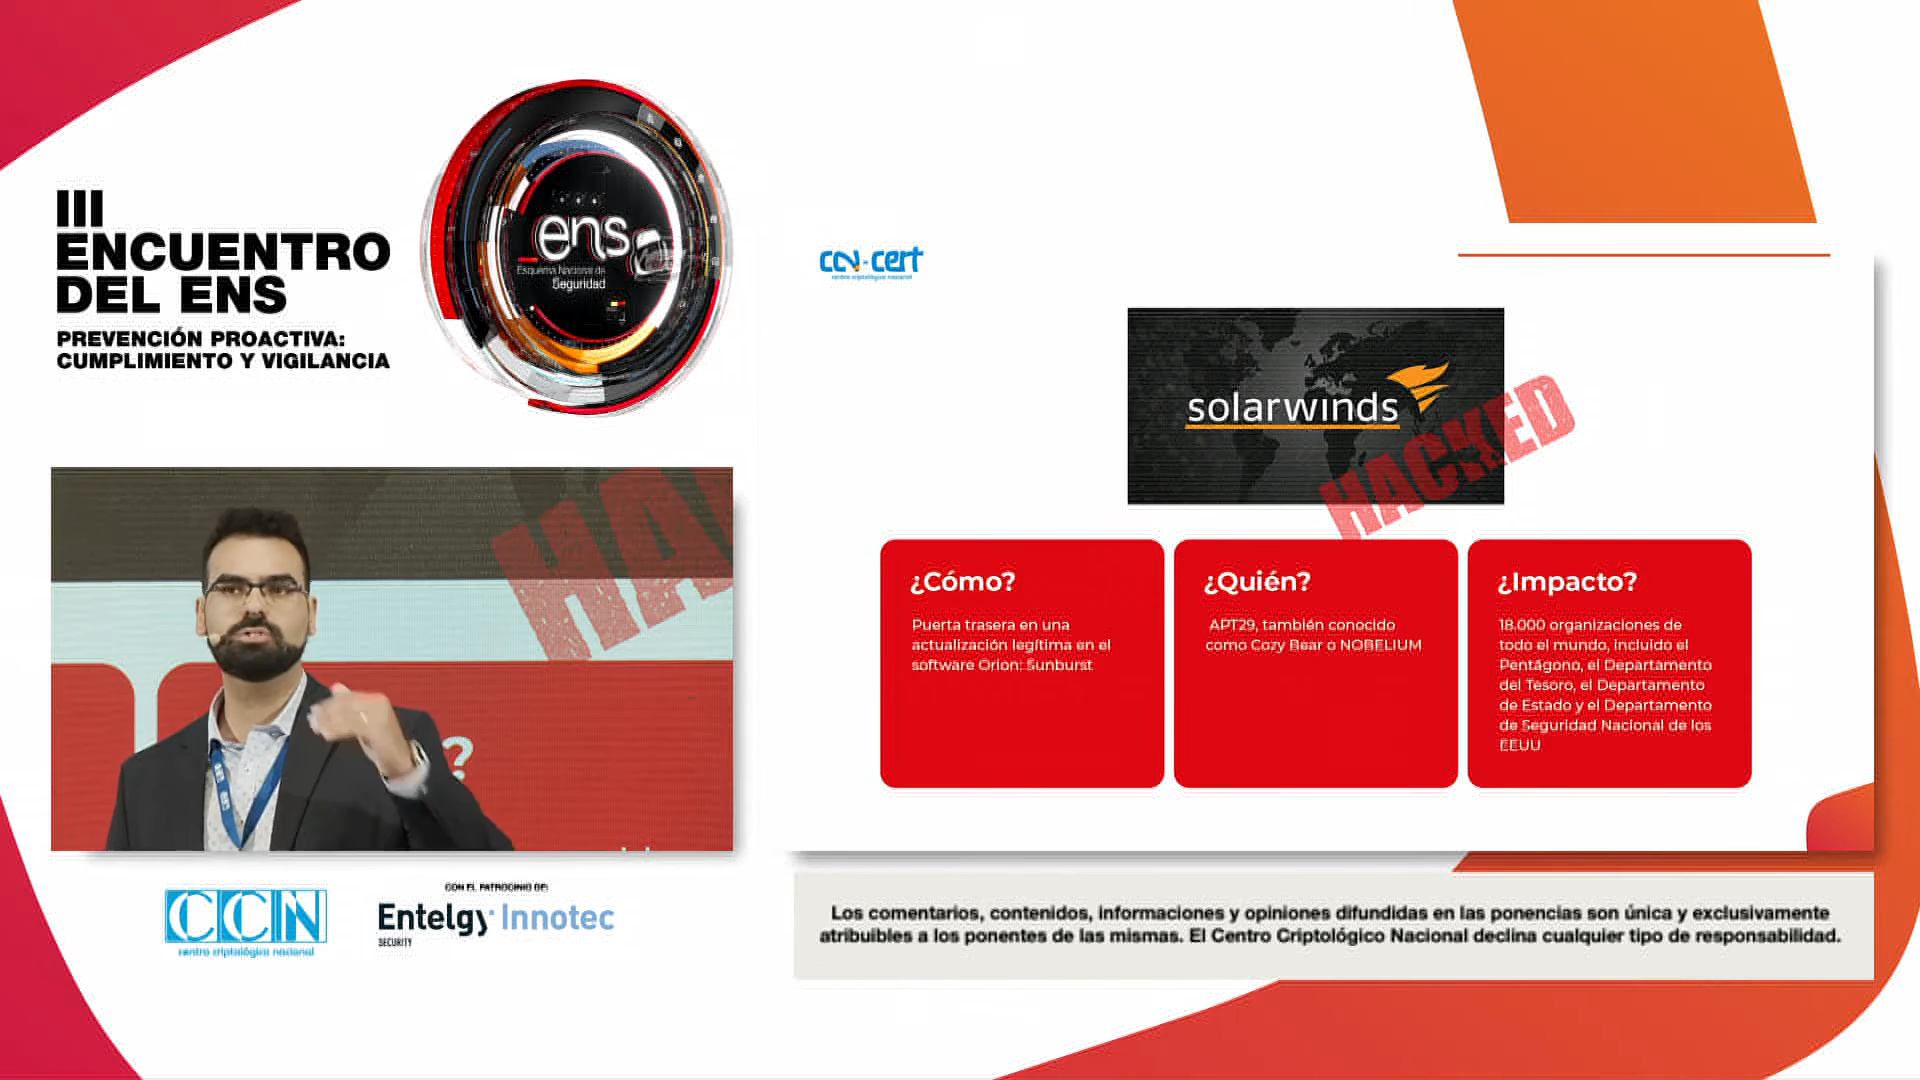 III
ENCUENTRO
DEL ENS
PREVENCIÓN PROACTIVA:
CUMPLIMIENTO Y VIGILANCIA
ens
Esquema Nacional de
Seguridad
HA
?
CCN
centro criptológico nacional
CON EL PATROCINIO DE:
Entelgy Innotec
SECURITY
ccn-cert
centro criptológico nacional
solarwinds
HACKED
¿Cómo?
Puerta trasera en una
actualización legítima en el
software Orion: Sunburst
¿Quién?
APT29, también conocido
como Cozy Bear o NOBELIUM
¿Impacto?
18.000 organizaciones de
todo el mundo, incluido el
Pentágono, el Departamento
del Tesoro, el Departamento
de Estado y el Departamento
de Seguridad Nacional de los
EEUU
Los comentarios, contenidos, informaciones y opiniones difundidas en las ponencias son única y exclusivamente
atribuibles a los ponentes de las mismas. El Centro Criptológico Nacional declina cualquier tipo de responsabilidad.